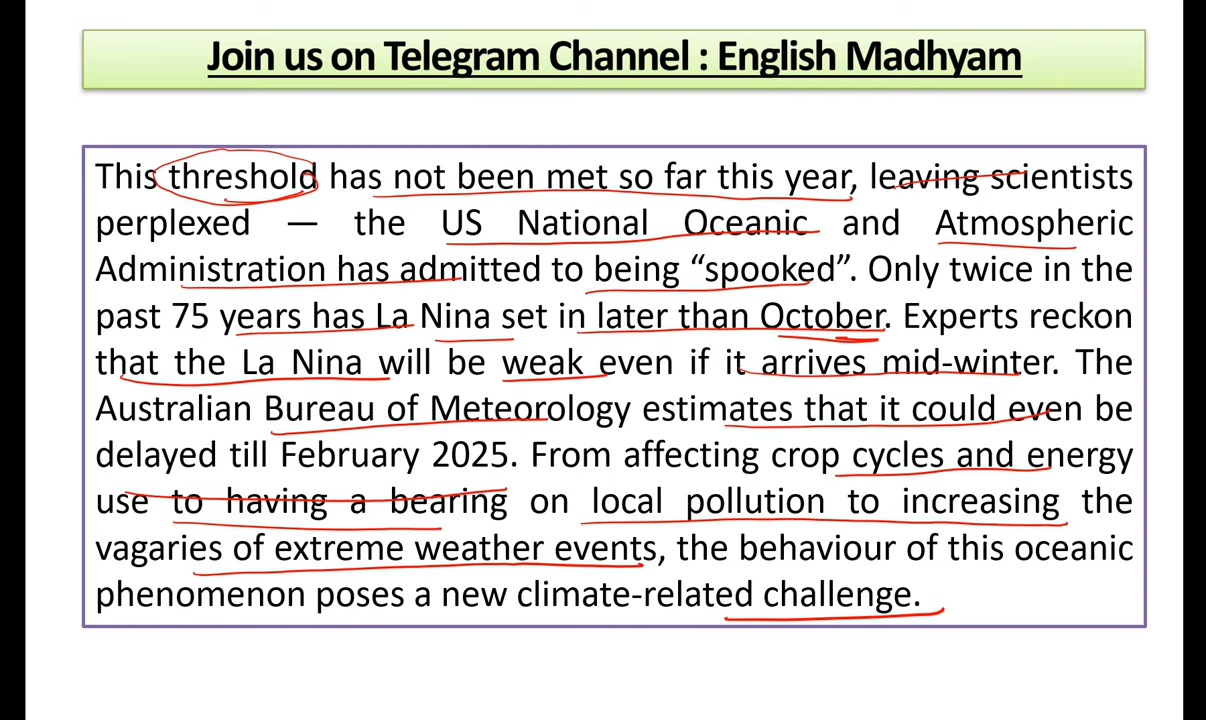 Join us on Telegram Channel : English Madhyam
This threshold has not been met so far this year, leaving scientists
perplexed — the US National Oceanic and Atmospheric
Administration has admitted to being “spooked”. Only twice in the
past 75 years has La Nina set in later than October. Experts reckon
that the La Nina will be weak even if it arrives mid-winter. The
Australian Bureau of Meteorology estimates that it could even be
delayed till February 2025. From affecting crop cycles and energy
use to having a bearing on local pollution to increasing the
vagaries of extreme weather events, the behaviour of this oceanic
phenomenon poses a new climate-related challenge.